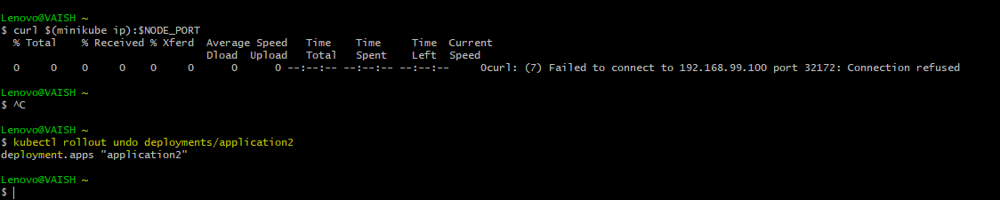 Lenovo@VAISH ~
$ curl $(minikube ip):$NODE_PORT
% Total % Received % Xferd Average Speed Time Time Time Current
Dload Upload Total Spent Left Speed
0 0 0 0 0 0 0 0 --:--:-- --:--:-- --:--:-- 0curl: (7) Failed to connect to 192.168.99.100 port 32172: Connection refused
Lenovo@VAISH ~
$ ^C
Lenovo@VAISH ~
$ kubectl rollout undo deployments/application2
deployment.apps "application2"
Lenovo@VAISH ~
$